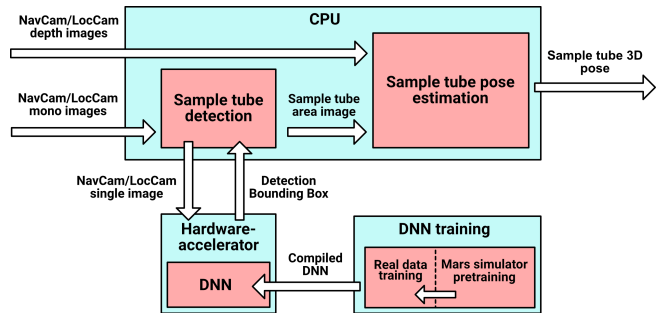 NavCam/LocCam
depth images
CPU
Sample tube 3D
pose
Sample tube pose
estimation
NavCam/LocCam
mono images
Sample tube
detection
Sample tube
area image
NavCam/LocCam
single image
Detection
Bounding Box
Hardware-
accelerator
DNN
Compiled
DNN
DNN training
Real data
training
Mars simulator
pretraining